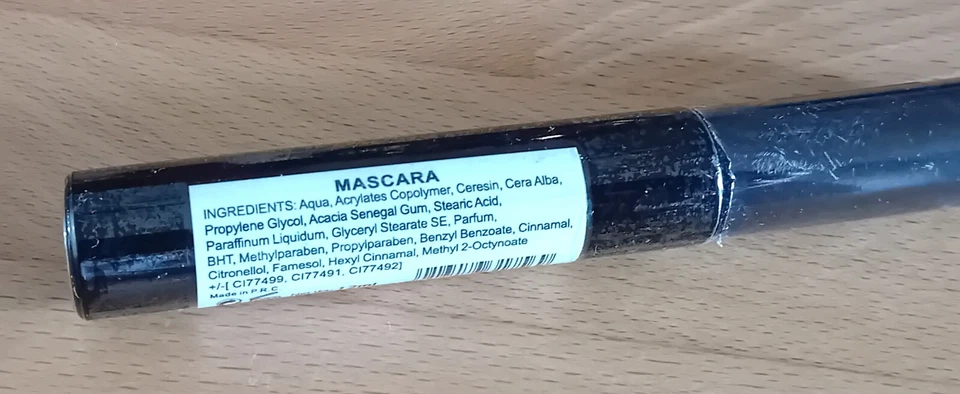 MASCARA
INGREDIENTS: Aqua, Acrylates Copolymer, Ceresin, Cera Alba,
Propylene Glycol, Acacia Senegal Gum, Stearic Acid,
Paraffinum Liquidum, Glyceryl Stearate SE, Parfum,
BHT, Methylparaben, Propylparaben, Benzyl Benzoate, Cinnamal,
Citronellol, Farnesol, Hexyl Cinnamal, Methyl 2-Octynoate
+/-[ CI77499, CI77491, CI77492]
Made in P.R.C